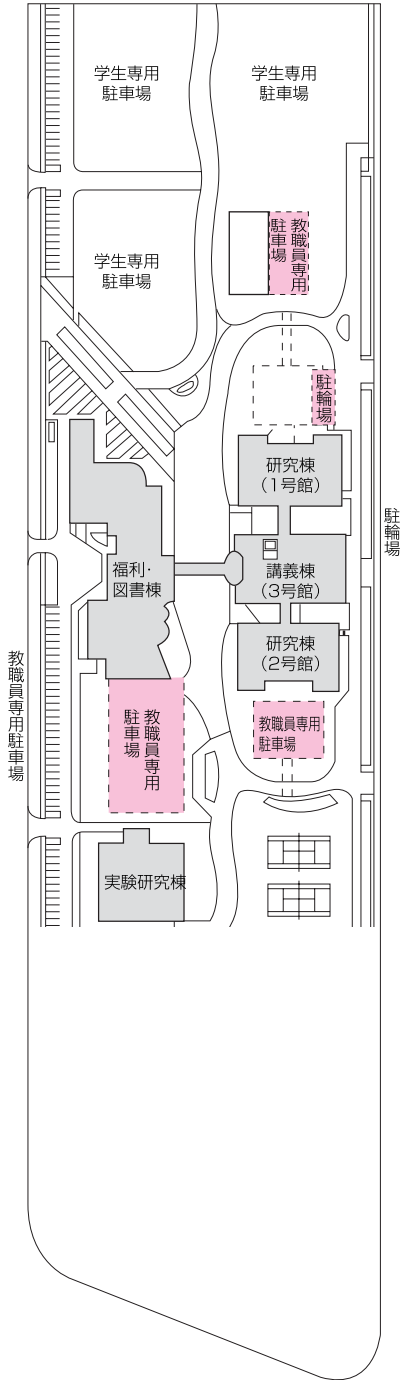 学生専用
駐車場
学生専用
駐車場
教職員専用
駐車場
学生専用
駐車場
駐輪場
研究棟
（1号館）
駐輪場
講義棟
（3号館）
福利・
図書棟
研究棟
（2号館）
教職員専用駐車場
教職員専用
駐車場
教職員専用
駐車場
実験研究棟